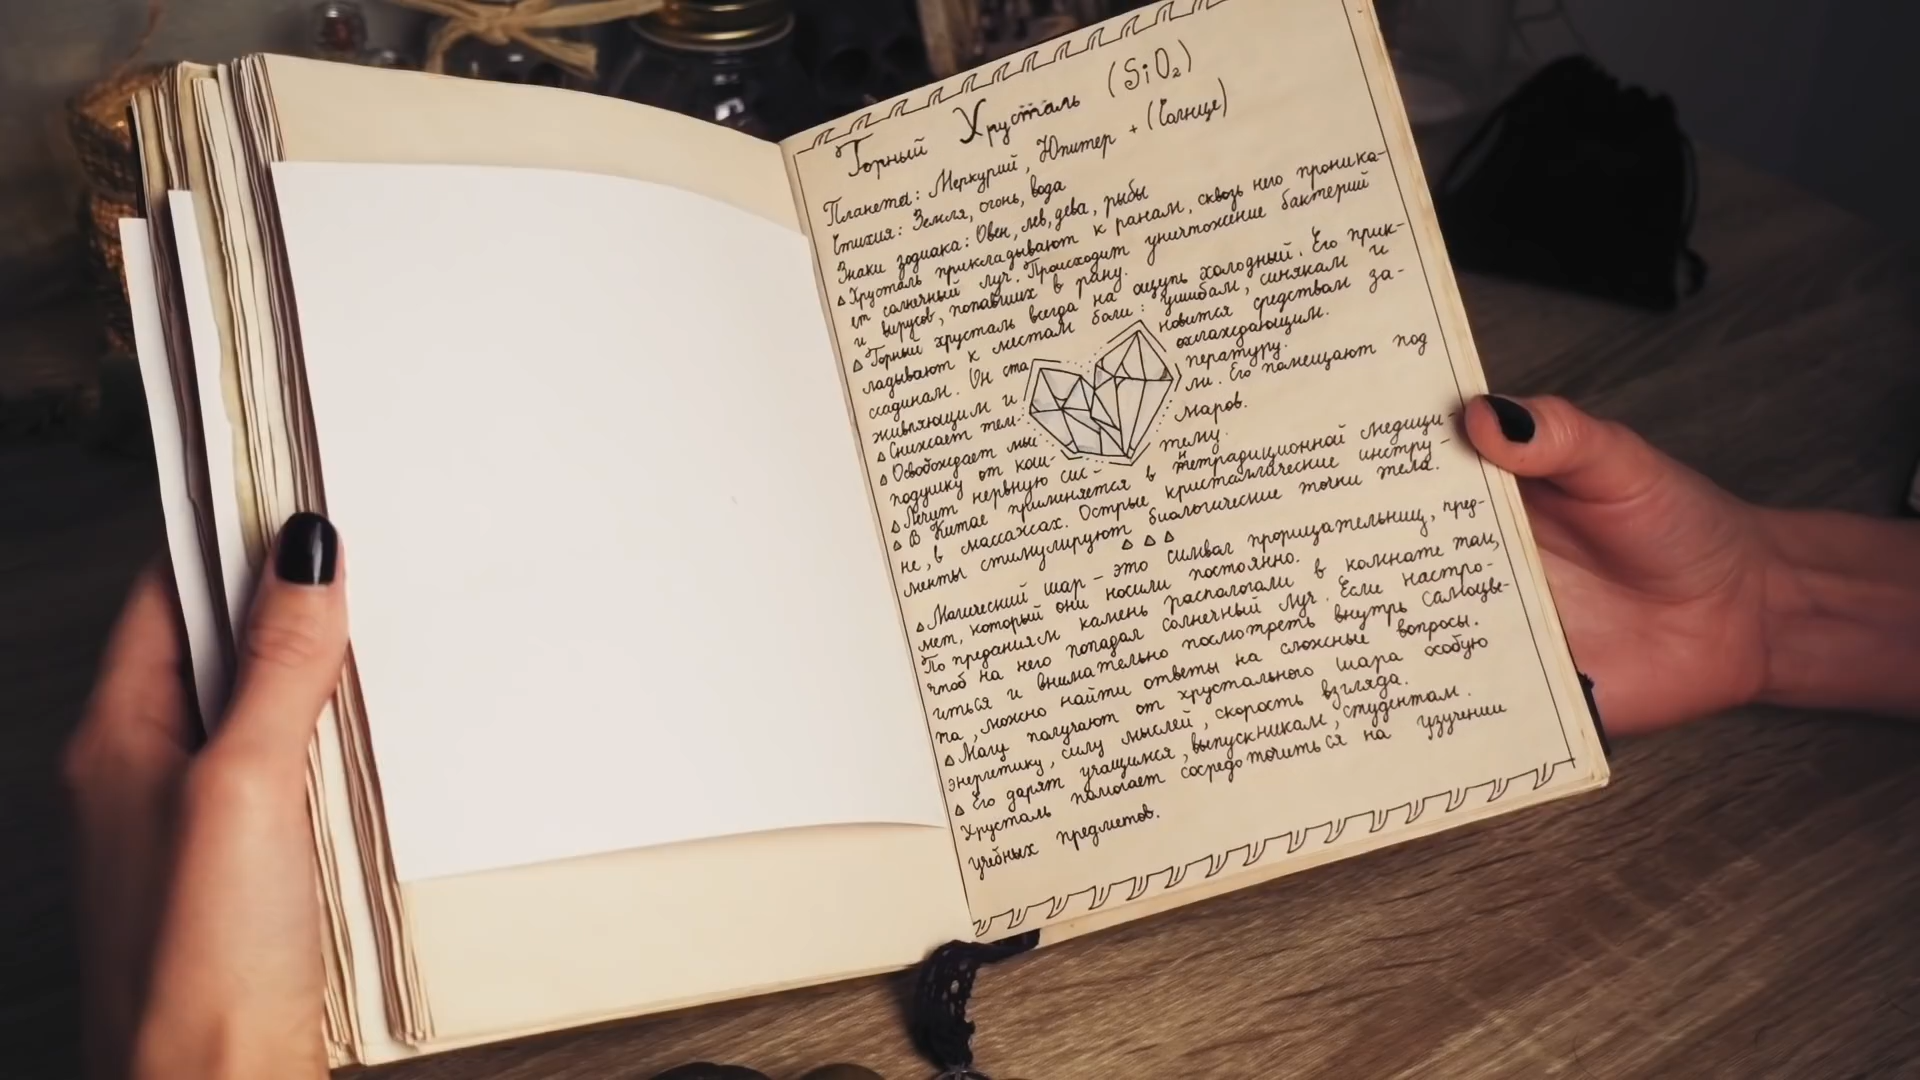 Горный Хрусталь (SiO₂)
Планета: Меркурий, Юпитер + (Солнце)
Стихия: Земля, огонь, вода
Знаки зодиака: Овен, лев, дева, рыбы
▵ Хрусталь прикладывают к ранам, сквозь него проника-
ет солнечный луч. Происходит уничтожение бактерий
и вирусов, попавших в рану.
▵ Горный хрусталь всегда на ощупь холодный. Его прик-
ладывают к местам боли: ушибам, синякам и
ссадинам. Он ста новится средством за-
живляющим и охлаждающим.
▵ Снижает тем- пературу.
▵ Освобождает мы сли. Его помещают под
подушку от кош- маров.
▵ Лечит нервную сис- тему.
▵ В Китае применяется в нетрадиционной медици-
не, в массажах. Острые кристаллические инстру-
менты стимулируют биологические точки тела.
▵ ▵ ▵
▵ Магический шар - это символ прорицательниц, пред-
мет, который они носили постоянно.
По преданиям камень распологали в комнате там,
чтоб на него попадал солнечный луч. Если настро-
иться и внимательно посмотреть внутрь самоцве-
та, можно найти ответы на сложные вопросы.
▵ Маги получают от хрустального шара особую
энергетику, силу мыслей, скорость взгляда.
▵ Его дарят учащимся, выпускникам, студентам.
Хрусталь помогает сосредоточиться на узучении
учебных предметов.